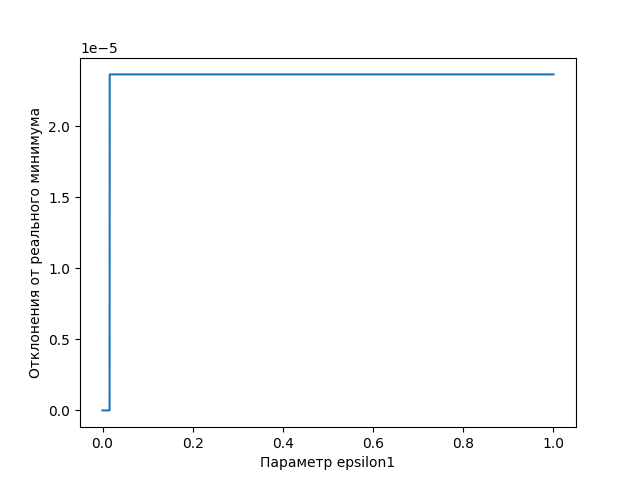 1e−5
2.0
1.5
1.0
0.5
0.0
Отклонения от реального минимума
0.0 0.2 0.4 0.6 0.8 1.0
Параметр epsilon1